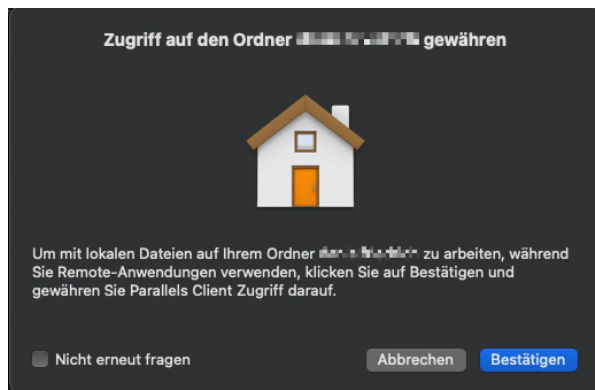 Zugriff auf den Ordner gewähren
Um mit lokalen Dateien auf Ihrem Ordner zu arbeiten, während
Sie Remote-Anwendungen verwenden, klicken Sie auf Bestätigen und
gewähren Sie Parallels Client Zugriff darauf.
Nicht erneut fragen
Abbrechen
Bestätigen